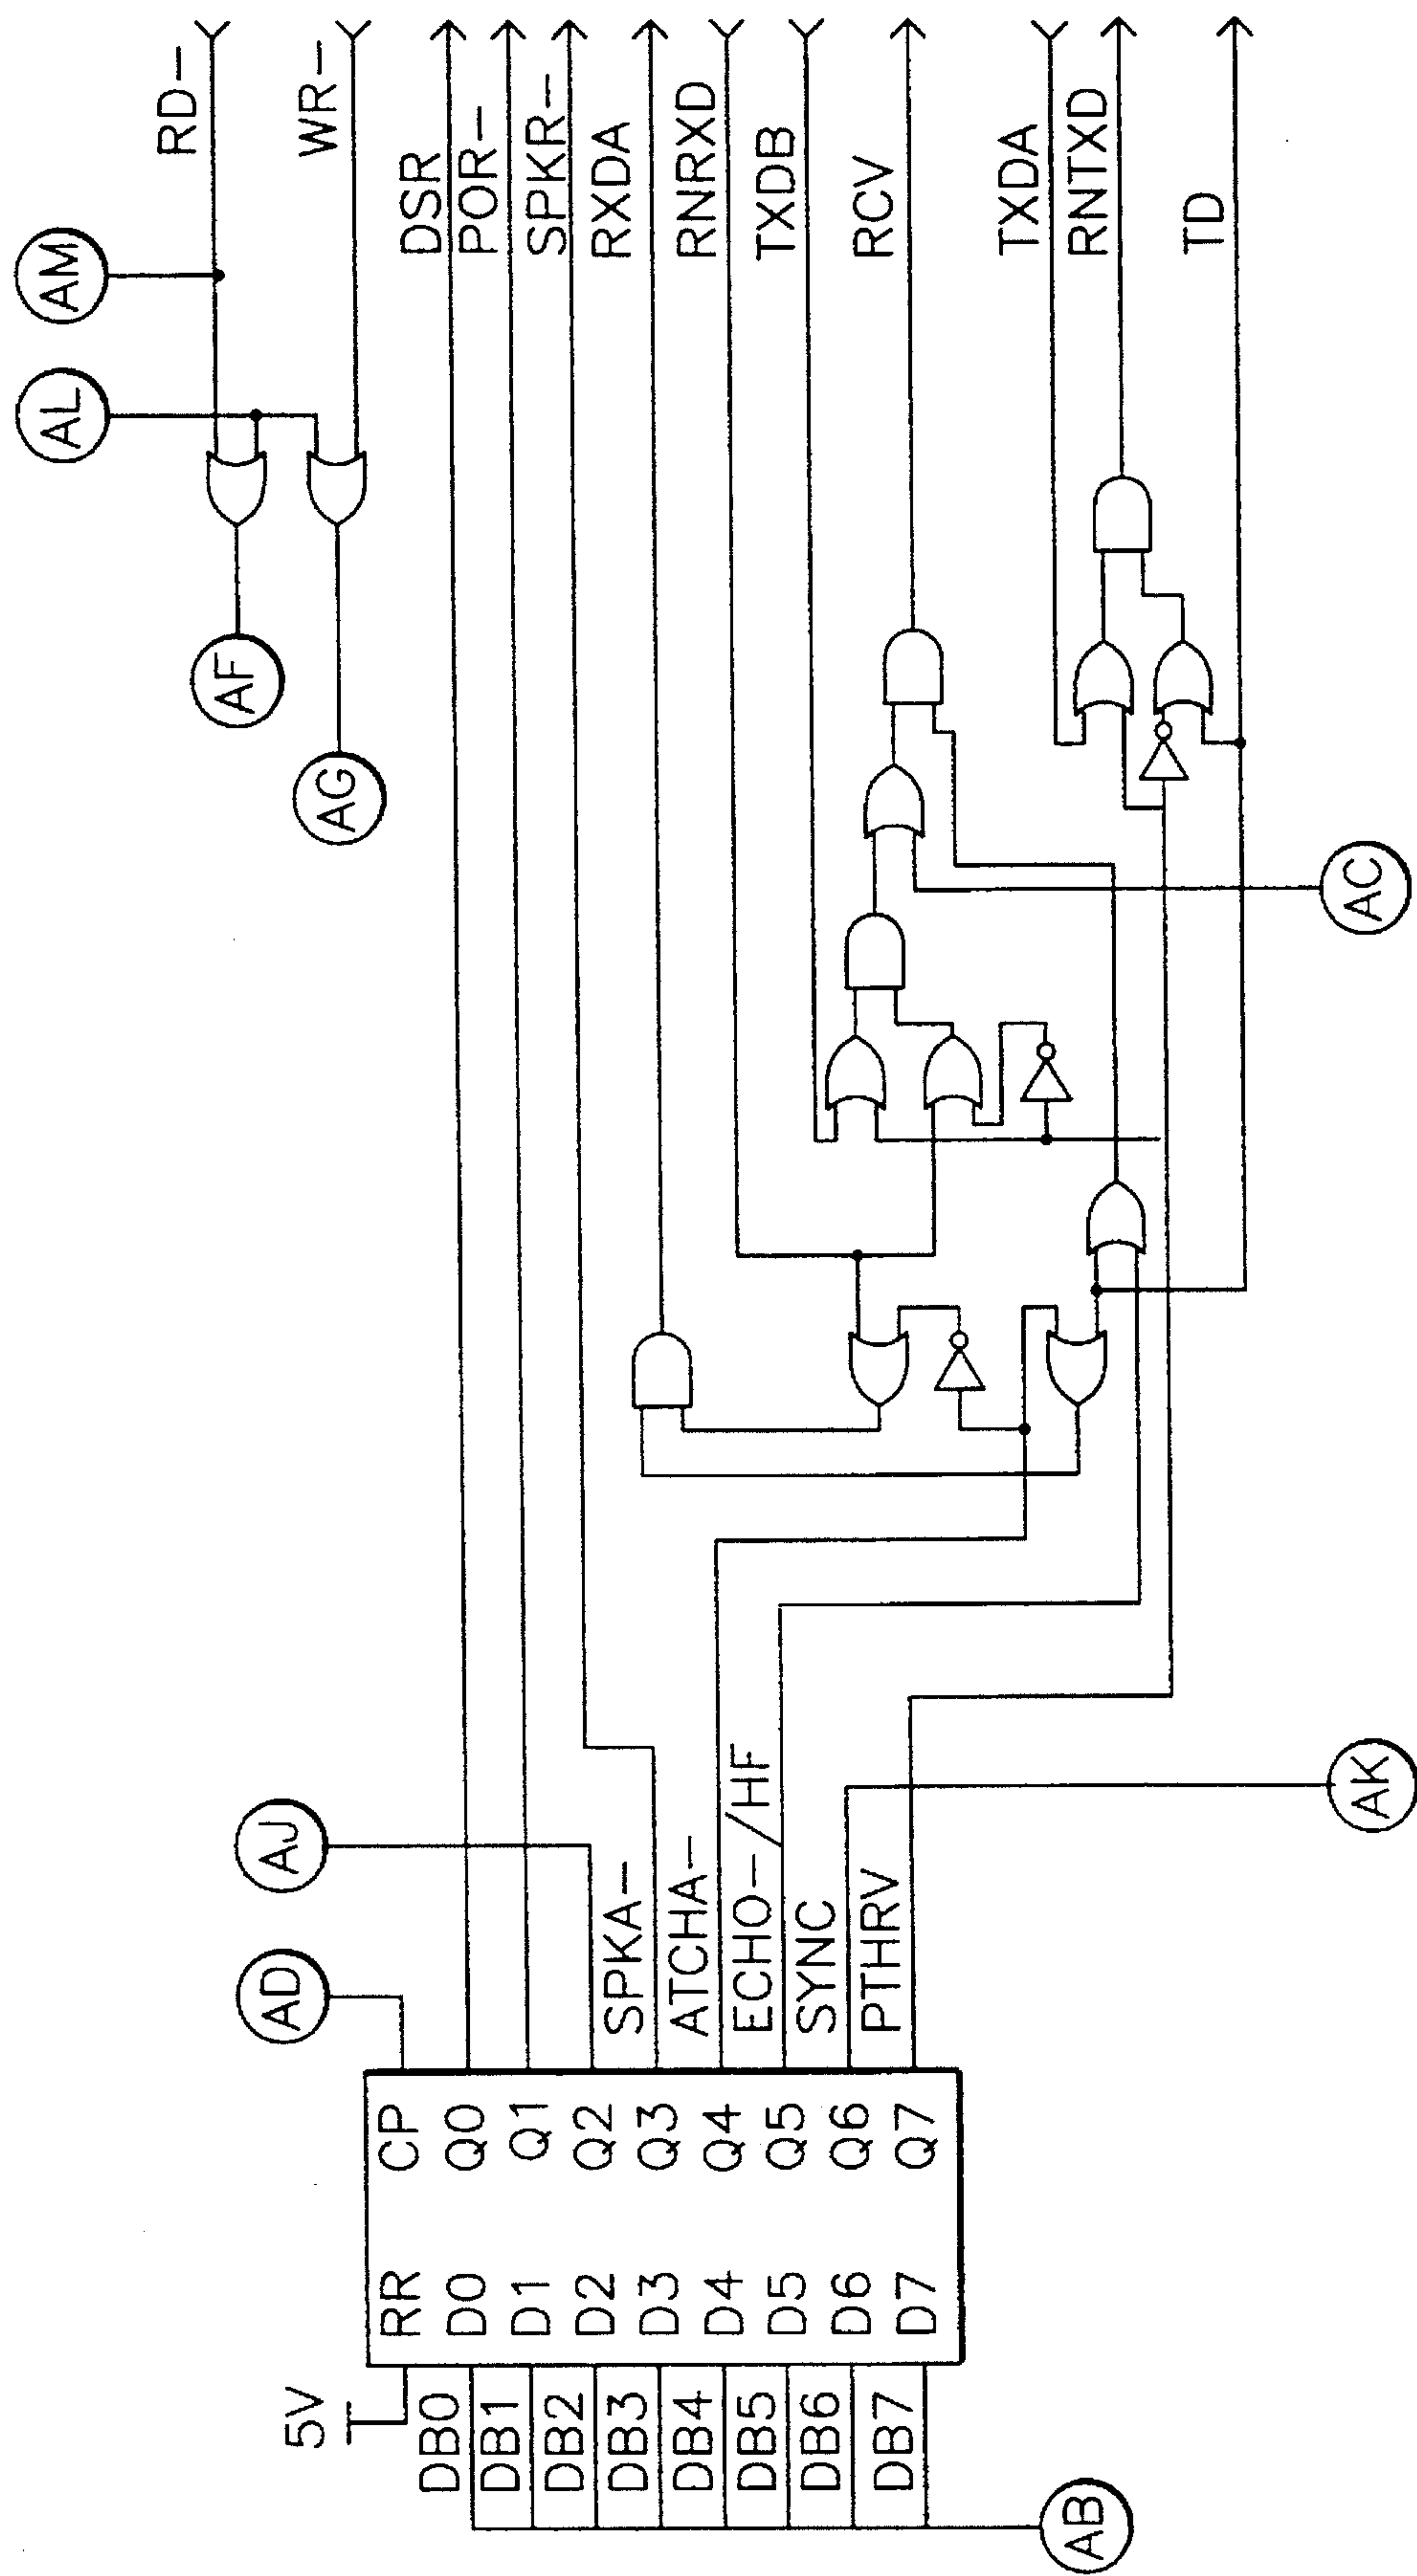 AM
RD-
AL
WR-
AF
AG
DSR
POR-
SPKR-
RXDA
RNRXD
TXDB
RCV
TXDA
RNTXD
TD
AC
AJ
AD
SPKA-
ATCHA-
ECHO-/HF
SYNC
PTHRV
AK
5V
RR CP
DB0 D0 Q0
DB1 D1 Q1
DB2 D2 Q2
DB3 D3 Q3
DB4 D4 Q4
DB5 D5 Q5
DB6 D6 Q6
DB7 D7 Q7
AB